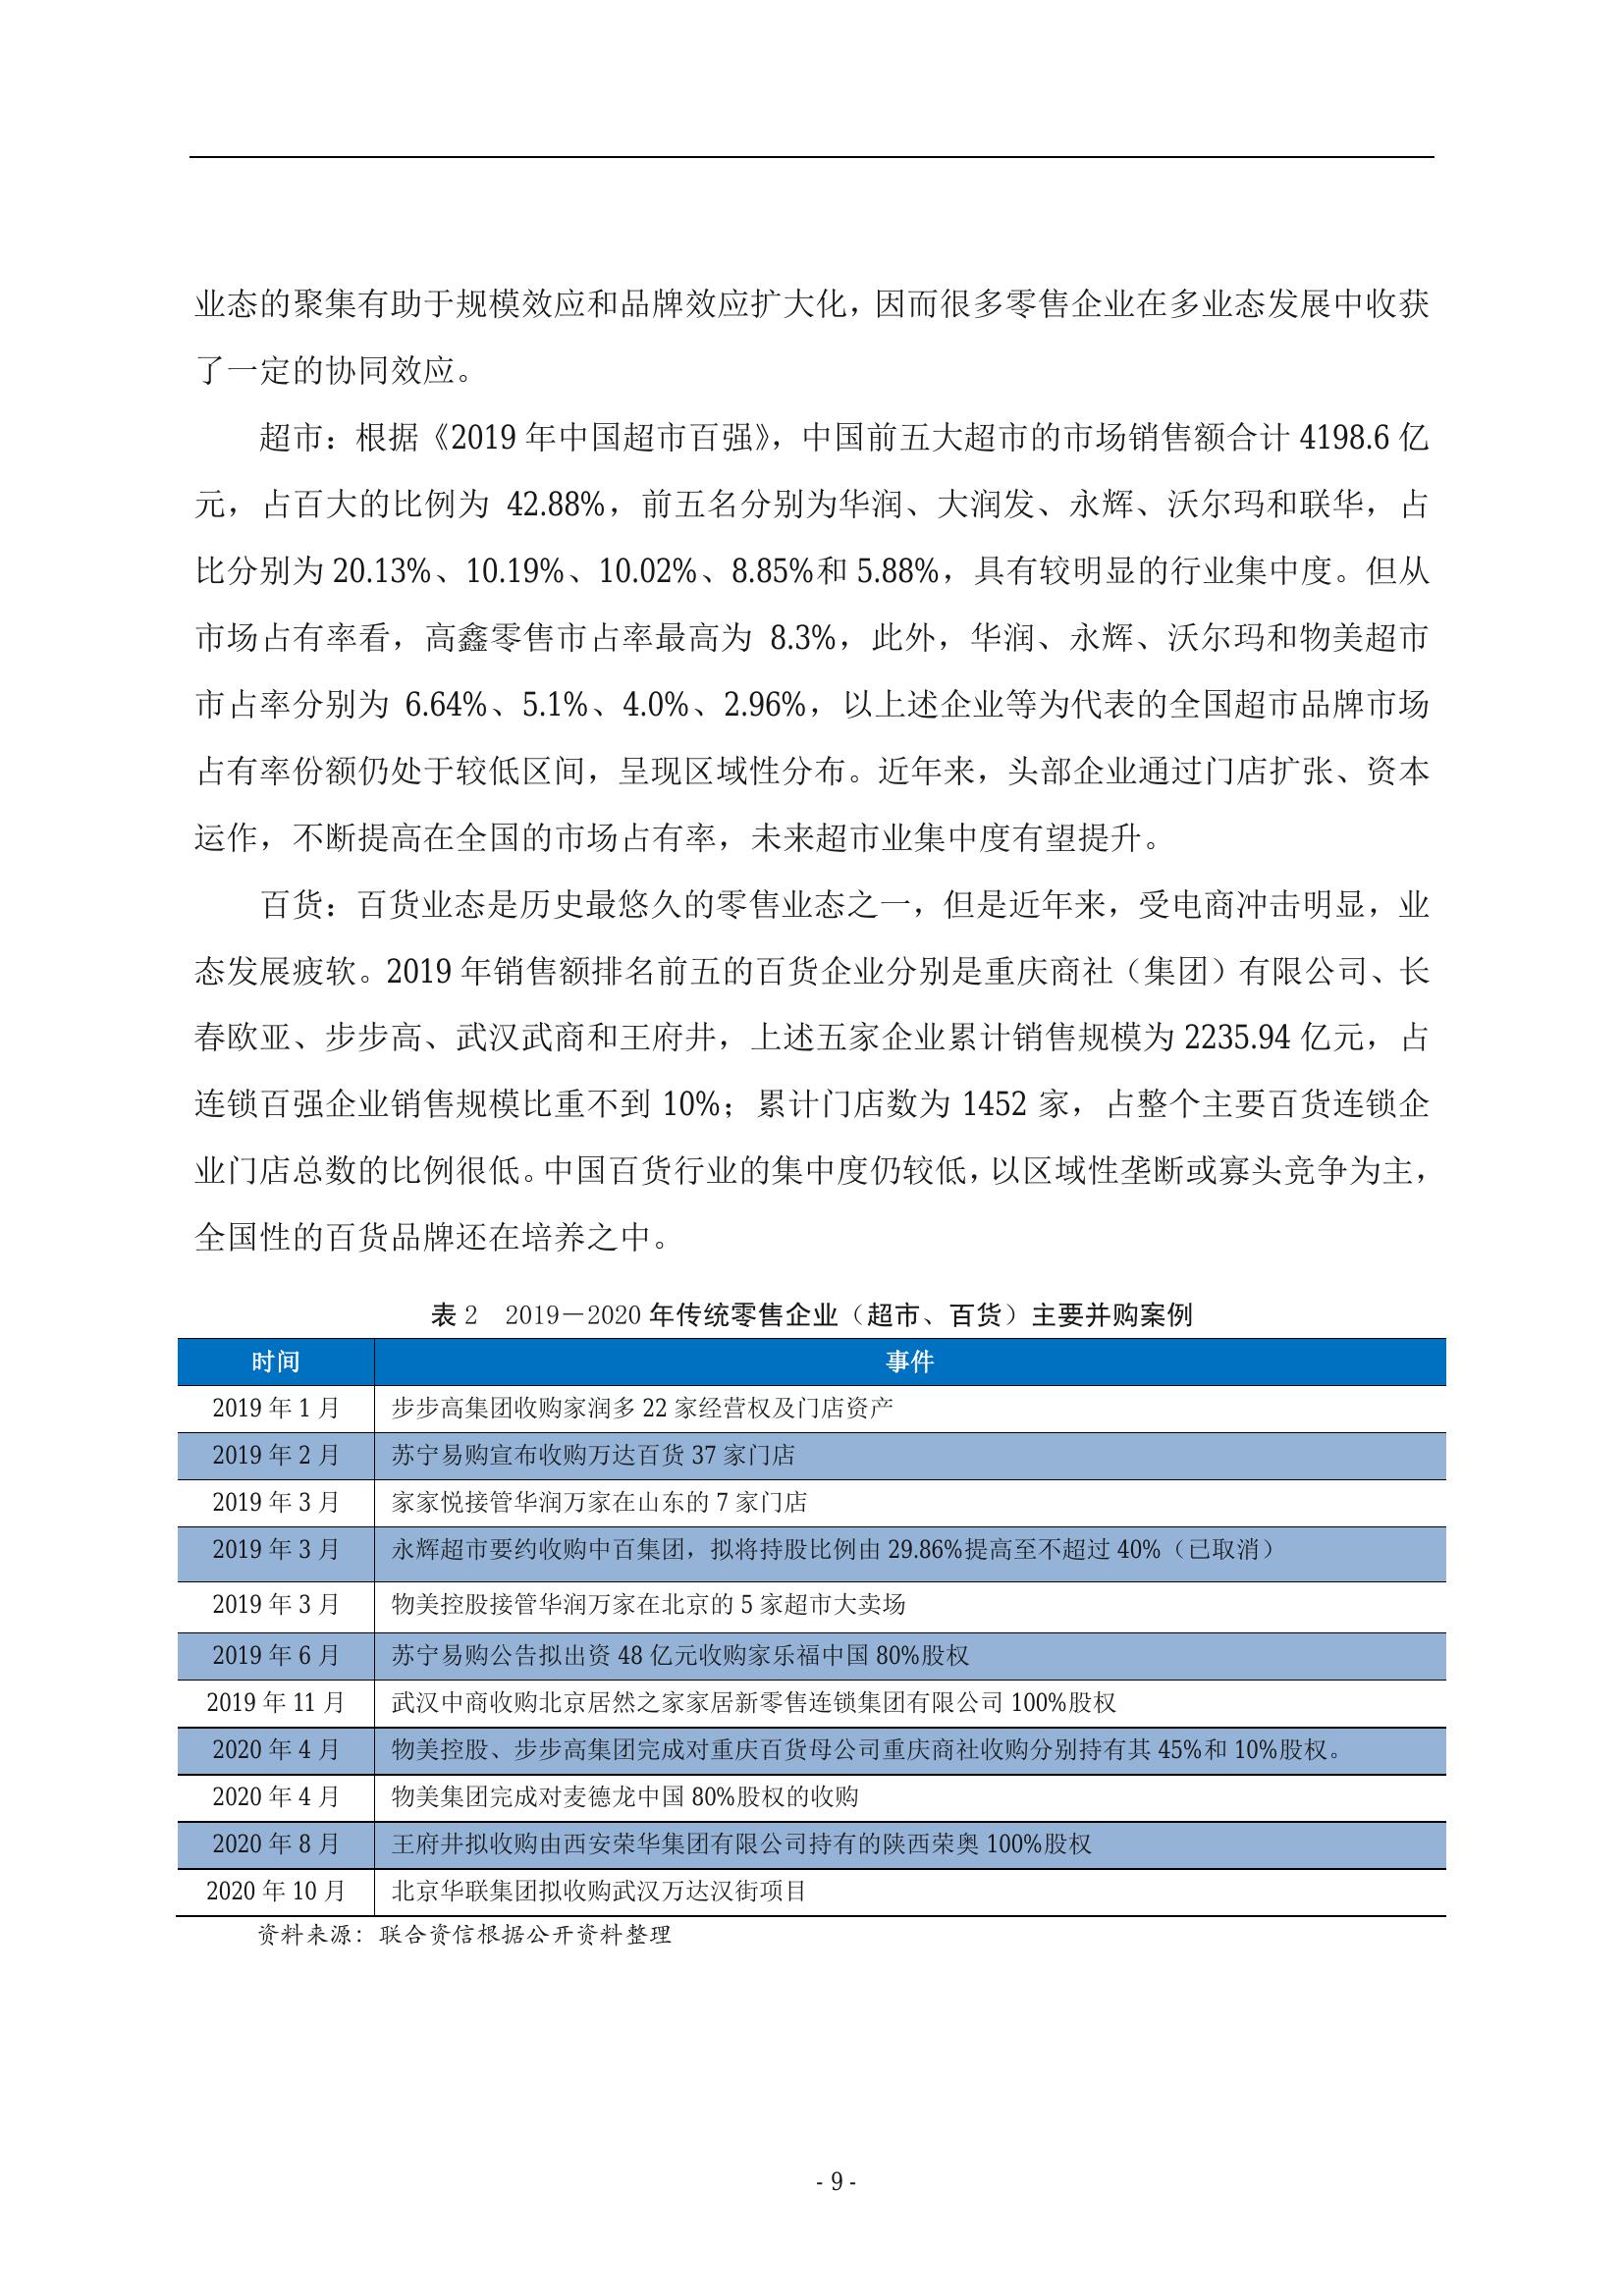 业态的聚集有助于规模效应和品牌效应扩大化，因而很多零售企业在多业态发展中收获
了一定的协同效应。
超市：根据《2019 年中国超市百强》，中国前五大超市的市场销售额合计 4198.6 亿
元，占百大的比例为 42.88%，前五名分别为华润、大润发、永辉、沃尔玛和联华，占
比分别为 20.13%、10.19%、10.02%、8.85%和 5.88%，具有较明显的行业集中度。但从
市场占有率看，高鑫零售市占率最高为 8.3%，此外，华润、永辉、沃尔玛和物美超市
市占率分别为 6.64%、5.1%、4.0%、2.96%，以上述企业等为代表的全国超市品牌市场
占有率份额仍处于较低区间，呈现区域性分布。近年来，头部企业通过门店扩张、资本
运作，不断提高在全国的市场占有率，未来超市业集中度有望提升。
百货：百货业态是历史最悠久的零售业态之一，但是近年来，受电商冲击明显，业
态发展疲软。2019 年销售额排名前五的百货企业分别是重庆商社（集团）有限公司、长
春欧亚、步步高、武汉武商和王府井，上述五家企业累计销售规模为 2235.94 亿元，占
连锁百强企业销售规模比重不到 10%；累计门店数为 1452 家，占整个主要百货连锁企
业门店总数的比例很低。中国百货行业的集中度仍较低，以区域性垄断或寡头竞争为主，
全国性的百货品牌还在培养之中。
表 2 2019－2020 年传统零售企业（超市、百货）主要并购案例
时间 事件
2019 年 1 月 步步高集团收购家润多 22 家经营权及门店资产
2019 年 2 月 苏宁易购宣布收购万达百货 37 家门店
2019 年 3 月 家家悦接管华润万家在山东的 7 家门店
2019 年 3 月 永辉超市要约收购中百集团，拟将持股比例由 29.86%提高至不超过 40%（已取消）
2019 年 3 月 物美控股接管华润万家在北京的 5 家超市大卖场
2019 年 6 月 苏宁易购公告拟出资 48 亿元收购家乐福中国 80%股权
2019 年 11 月 武汉中商收购北京居然之家家居新零售连锁集团有限公司 100%股权
2020 年 4 月 物美控股、步步高集团完成对重庆百货母公司重庆商社收购分别持有其 45%和 10%股权。
2020 年 4 月 物美集团完成对麦德龙中国 80%股权的收购
2020 年 8 月 王府井拟收购由西安荣华集团有限公司持有的陕西荣奥 100%股权
2020 年 10 月 北京华联集团拟收购武汉万达汉街项目
资料来源：联合资信根据公开资料整理
- 9 -